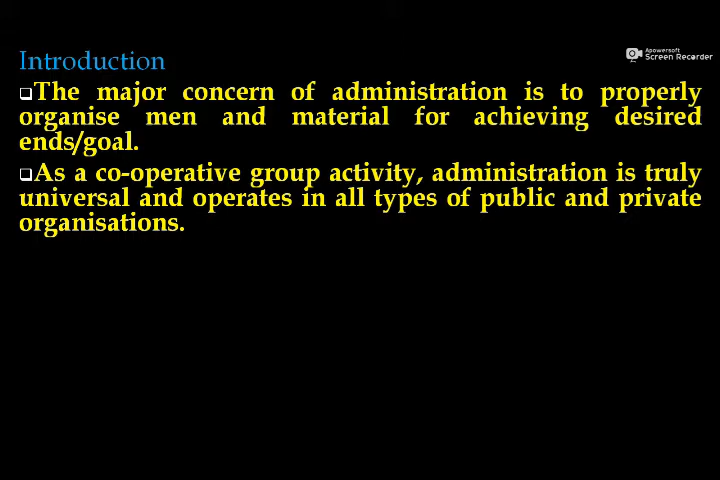 Introduction
Apowersoft
Screen Recorder
❑The major concern of administration is to properly
organise men and material for achieving desired
ends/goal.
❑As a co-operative group activity, administration is truly
universal and operates in all types of public and private
organisations.